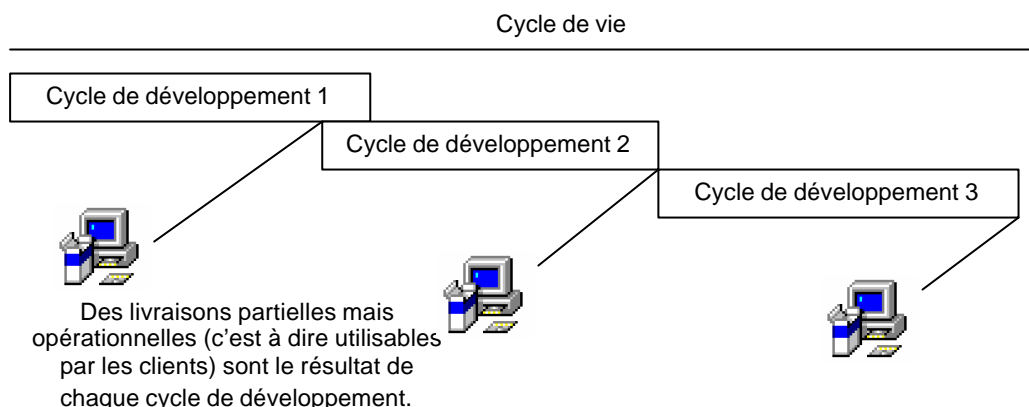 Cycle de vie
Cycle de développement 1
Cycle de développement 2
Cycle de développement 3
Des livraisons partielles mais
opérationnelles (c'est à dire utilisables
par les clients) sont le résultat de
chaque cycle de développement.